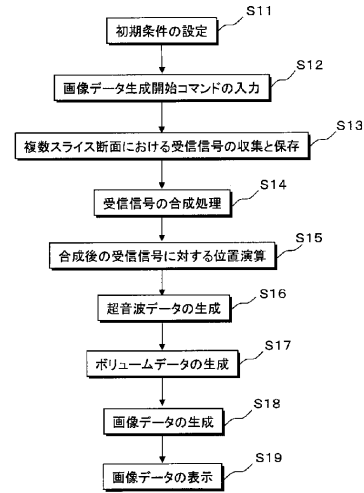 S11
初期条件の設定
S12
画像データ生成開始コマンドの入力
S13
複数スライス断面における受信信号の収集と保存
S14
受信信号の合成処理
S15
合成後の受信信号に対する位置演算
S16
超音波データの生成
S17
ボリュームデータの生成
S18
画像データの生成
S19
画像データの表示